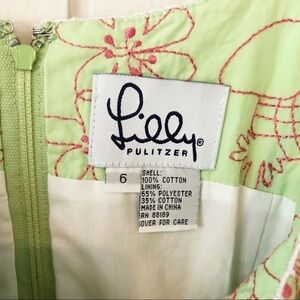 Lilly®
PULITZER
6
SHELL:
100% COTTON
LINING:
65% POLYESTER
35% COTTON
MADE IN CHINA
RN 88189
OVER FOR CARE